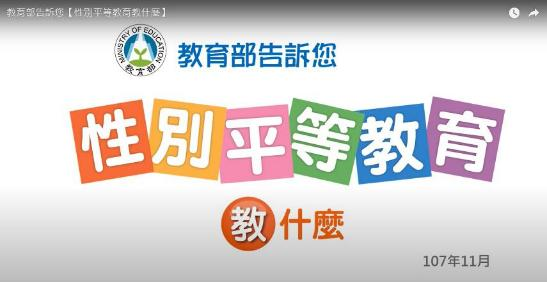 教育部告訴您【性別平等教育教什麼】
MINISTRY OF EDUCATION
教育部
教育部告訴您
性別平等教育
教什麼
107年11月